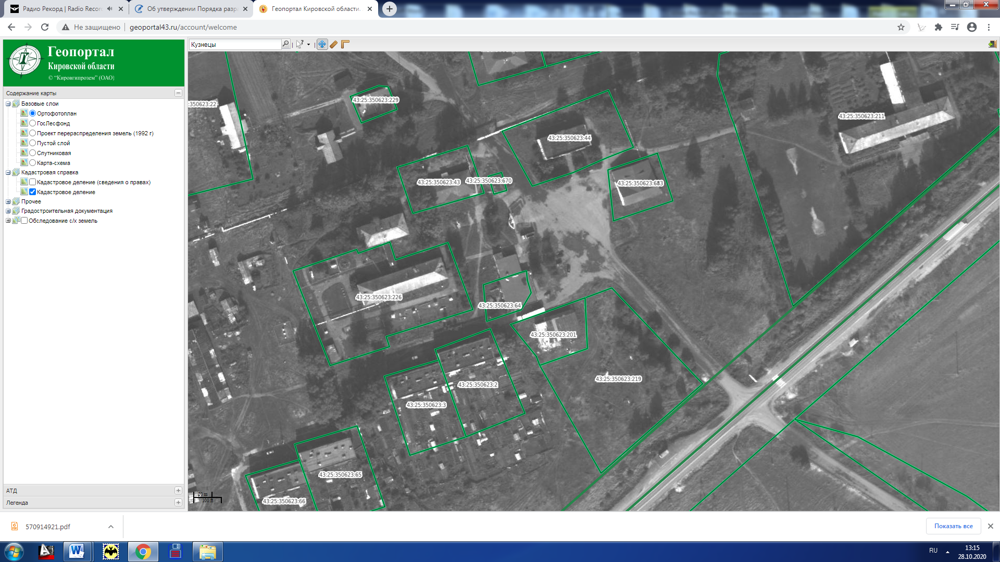 Радио Рекорд | Radio Recor
Об утверждении Порядка разра
Геопортал Кировской области.
Не защищено
geoportal43.ru/account/welcome
Геопортал
Кировской области
© “Кировгипрозем” (ОАО)
Кузнецы
Содержание карты
Базовые слои
Ортофотоплан
ГосЛесфонд
Проект перераспределения земель (1992 г)
Пустой слой
Спутниковая
Карта-схема
Кадастровая справка
Кадастровое деление (сведения о правах)
Кадастровое деление
Прочее
Градостроительная документация
Обследование с/х земель
АТД
Легенда
:350623:22
43:25:350623:229
43:25:350623:211
43:25:350623:44
43:25:350623:43
43:25:350623:670
43:25:350623:683
43:25:350623:226
43:25:350623:64
43:25:350623:201
43:25:350623:219
43:25:350623:2
43:25:350623:3
43:25:350623:65
43:25:350623:66
20 m
100 ft
570914921.pdf
Показать все
RU
13:15
28.10.2020